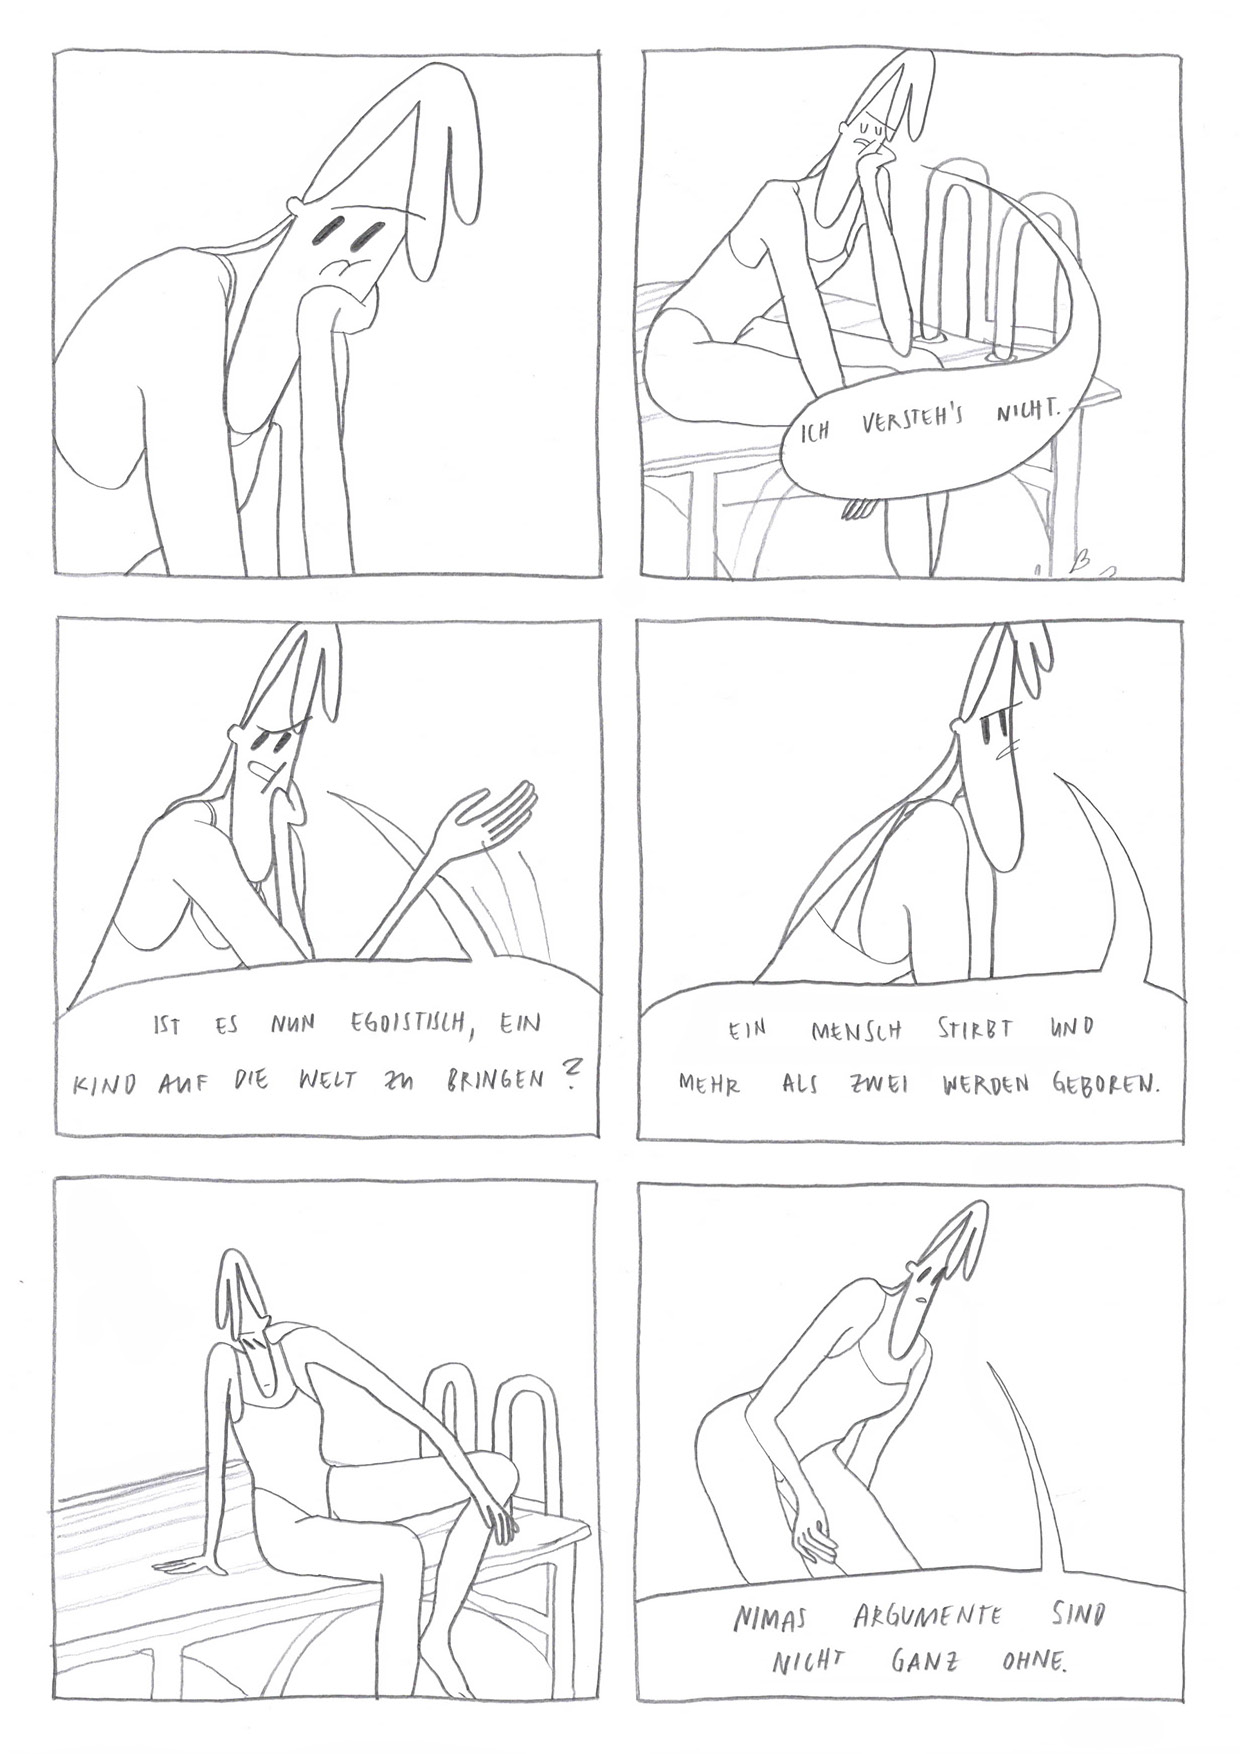 ICH VERSTEH'S NICHT.
IST ES NUN EGOISTISCH, EIN
KIND AUF DIE WELT ZU BRINGEN?
EIN MENSCH STIRBT UND
MEHR ALS ZWEI WERDEN GEBOREN.
NIMAS ARGUMENTE SIND
NICHT GANZ OHNE.